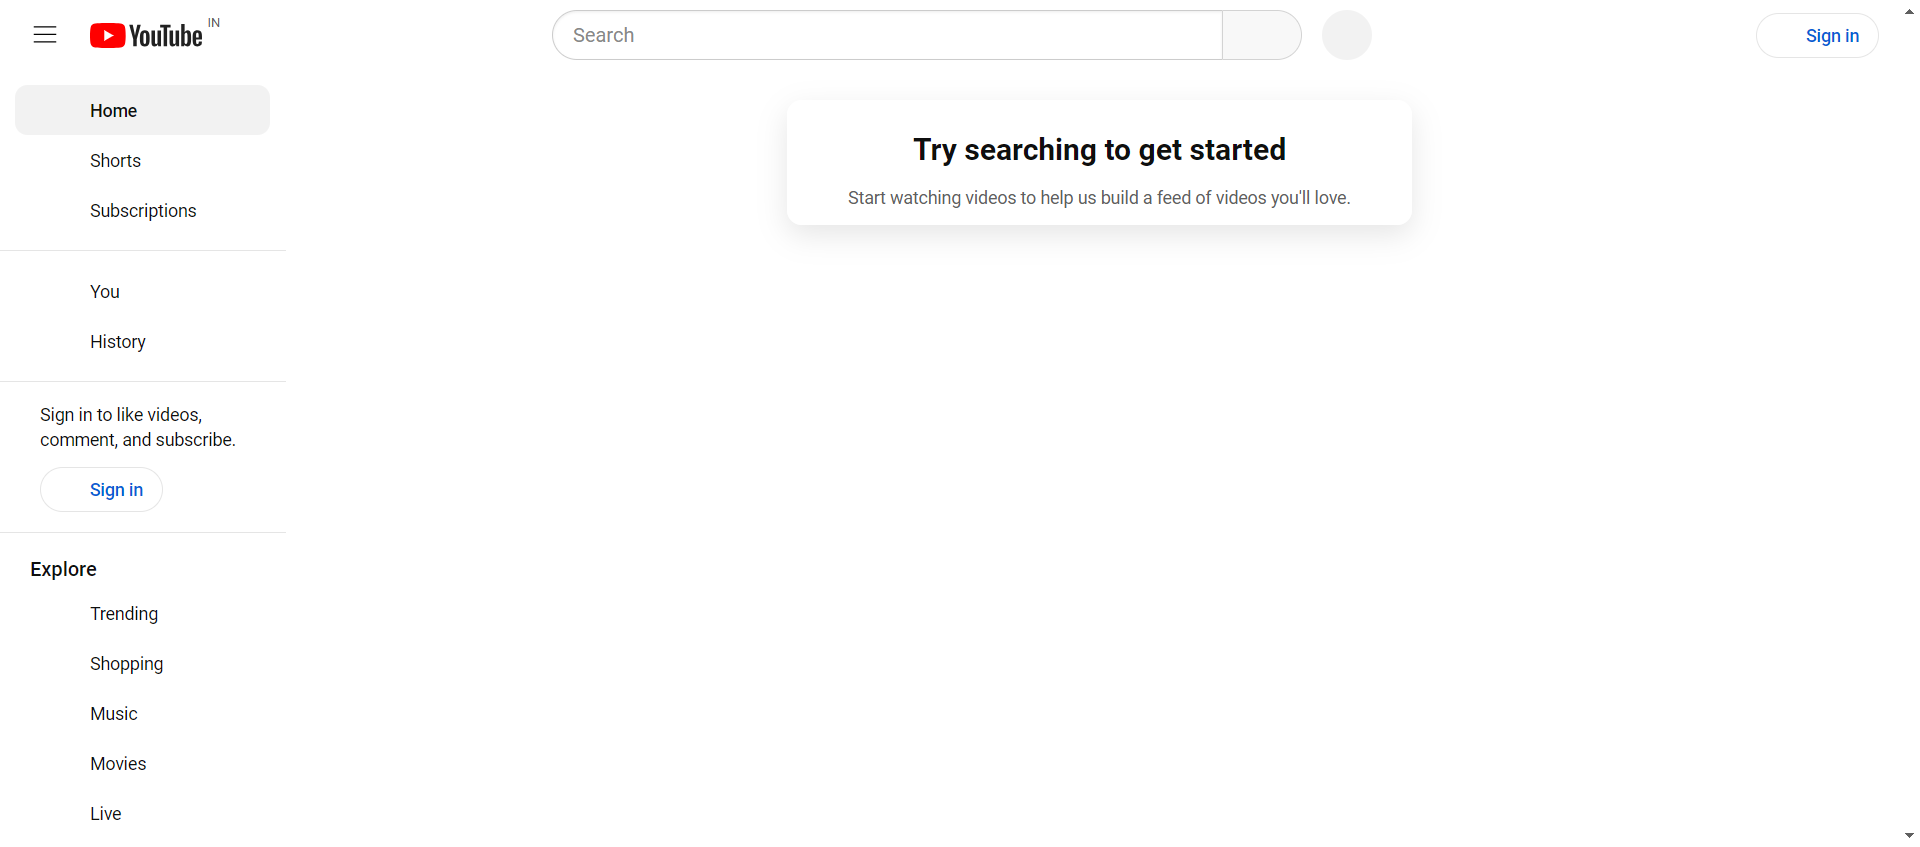 YouTube IN
Search
Sign in
Home
Shorts
Subscriptions
You
History
Sign in to like videos,
comment, and subscribe.
Sign in
Explore
Trending
Shopping
Music
Movies
Live
Try searching to get started
Start watching videos to help us build a feed of videos you'll love.